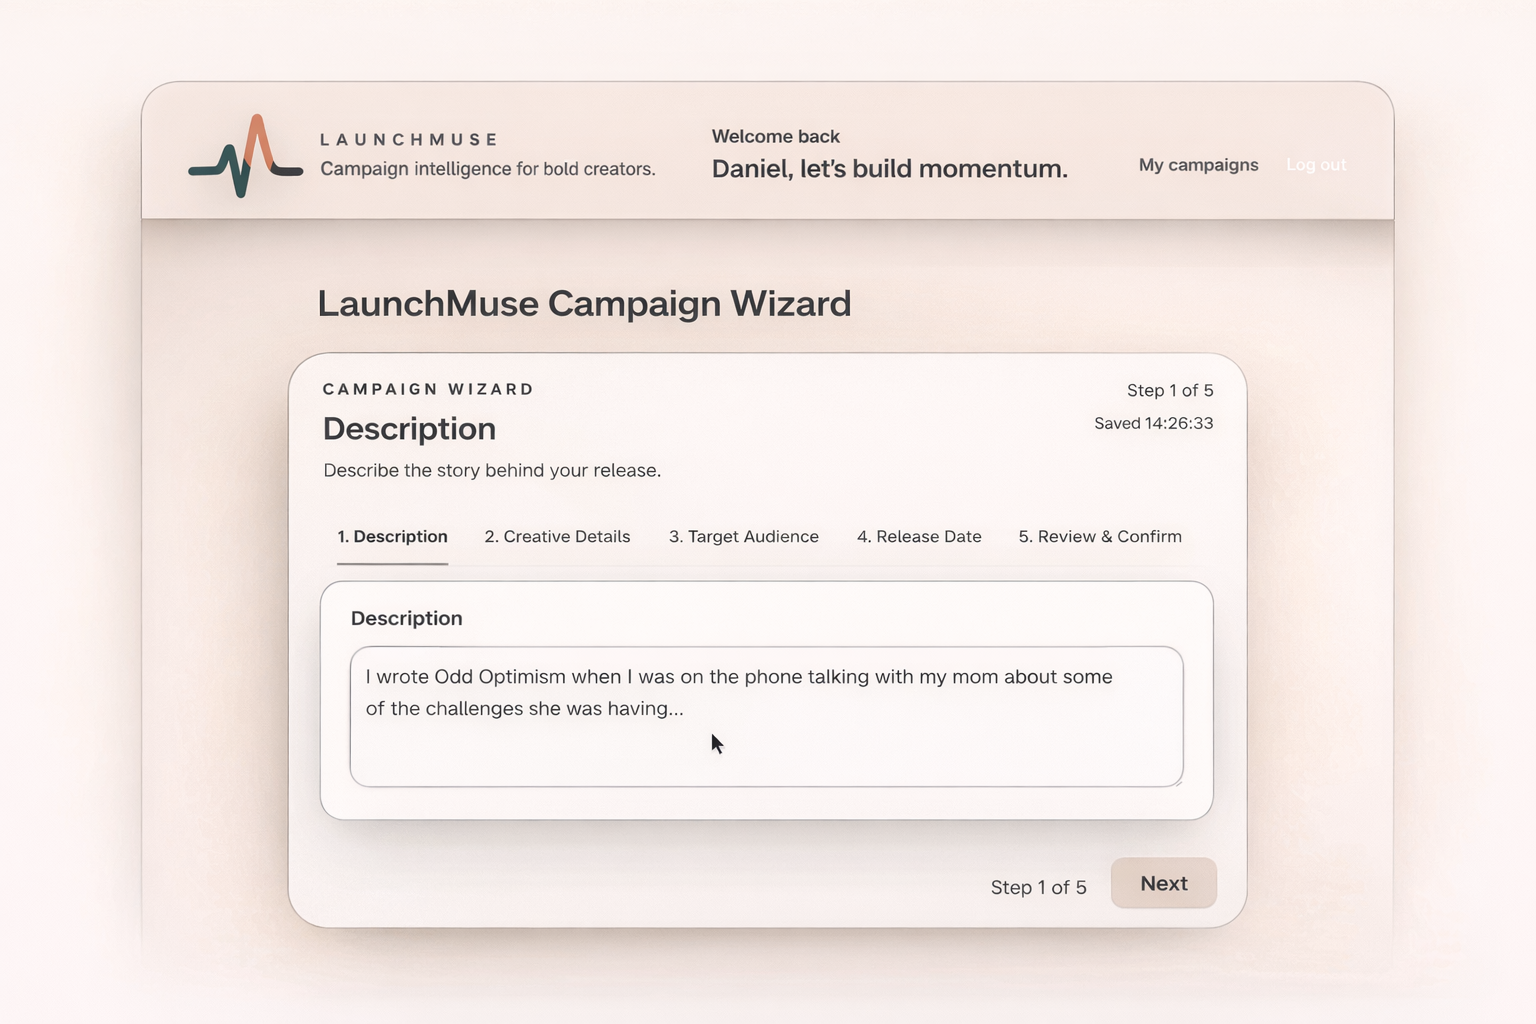 LAUNCHMUSE
Campaign intelligence for bold creators.
Welcome back
Daniel, let's build momentum.
My campaigns
Log out
LaunchMuse Campaign Wizard
CAMPAIGN WIZARD
Step 1 of 5
Description
Saved 14:26:33
Describe the story behind your release.
1. Description
2. Creative Details
3. Target Audience
4. Release Date
5. Review & Confirm
Description
I wrote Odd Optimism when I was on the phone talking with my mom about some
of the challenges she was having...
Step 1 of 5
Next